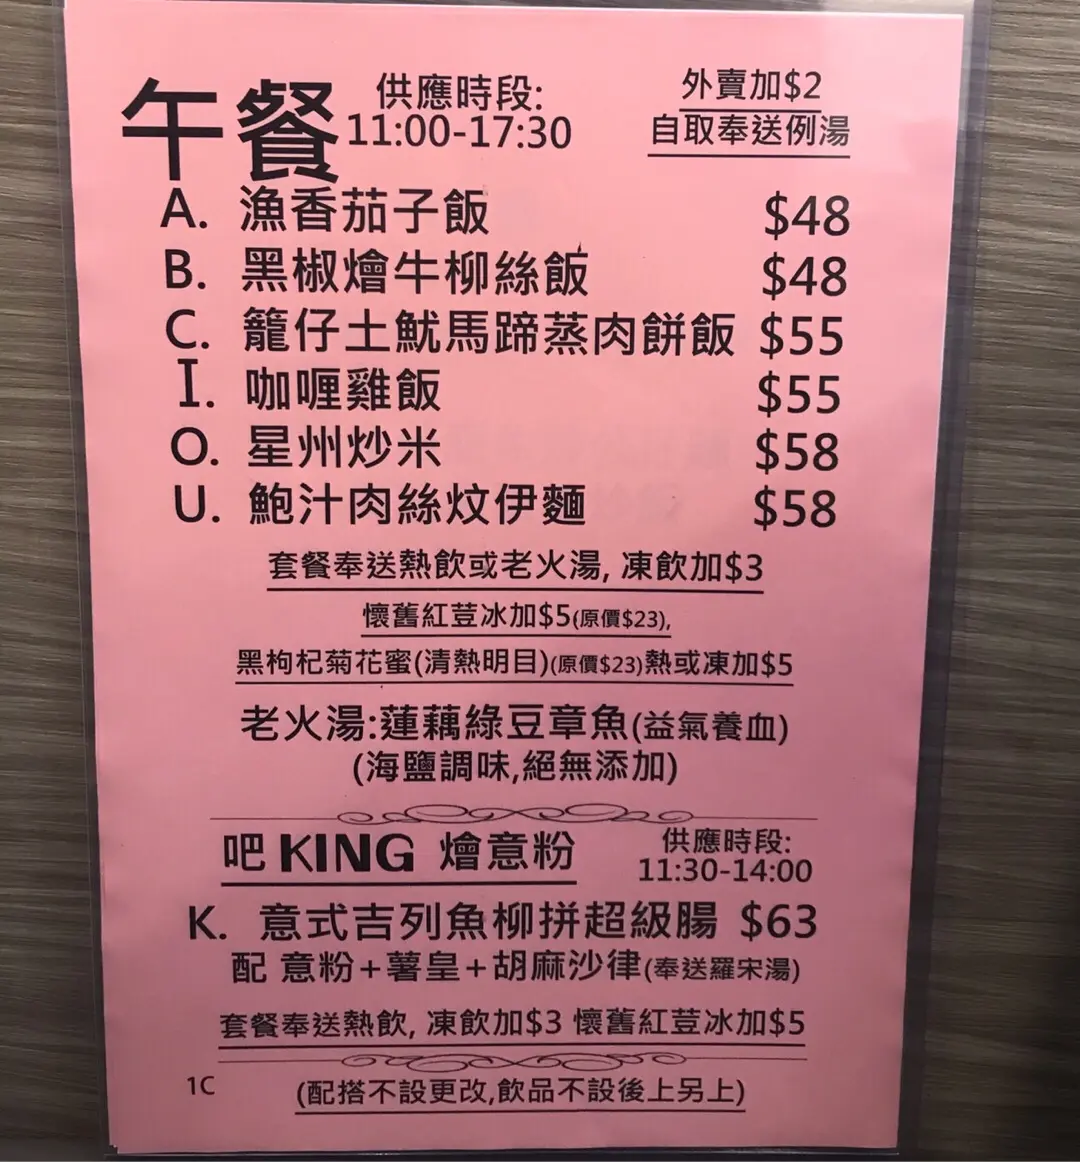 午餐 供應時段: 11:00-17:30
外賣加$2
自取奉送例湯
A. 漁香茄子飯 $48
B. 黑椒燴牛柳絲飯 $48
C. 籠仔土魷馬蹄蒸肉餅飯 $55
I. 咖喱雞飯 $55
O. 星州炒米 $58
U. 鮑汁肉絲炆伊麵 $58
套餐奉送熱飲或老火湯, 凍飲加$3
懷舊紅荳冰加$5(原價$23),
黑枸杞菊花蜜(清熱明目)(原價$23)熱或凍加$5
老火湯:蓮藕綠豆章魚(益氣養血)
(海鹽調味,絕無添加)
吧KING 燴意粉
供應時段:
11:30-14:00
K. 意式吉列魚柳拼超級腸 $63
配 意粉+薯皇+胡麻沙律(奉送羅宋湯)
套餐奉送熱飲, 凍飲加$3 懷舊紅荳冰加$5
1C
(配搭不設更改,飲品不設後上另上)